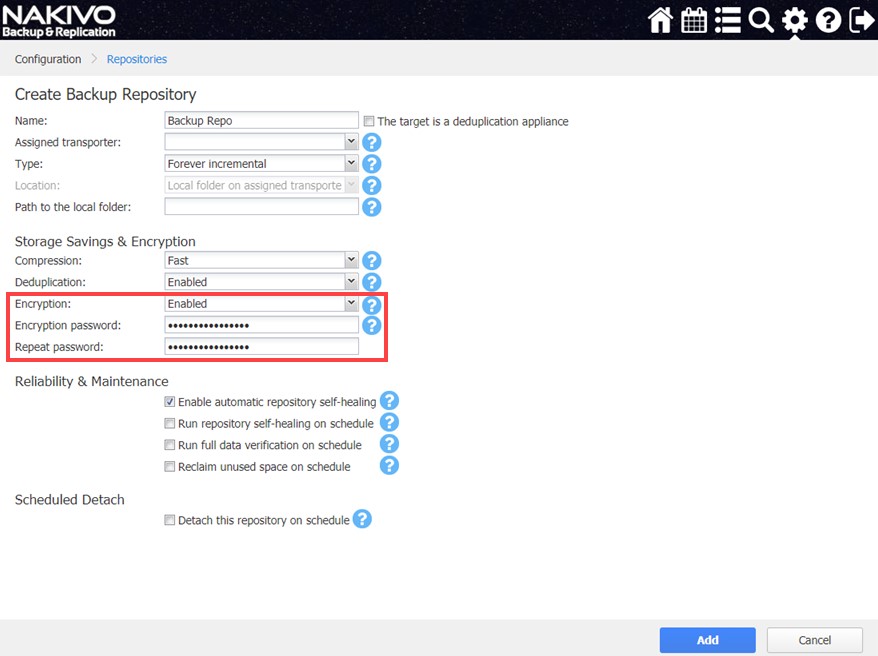 NAKIVO
Backup & Replication
Configuration Repositories
Create Backup Repository
Name: Backup Repo The target is a deduplication appliance
Assigned transporter:
Type: Forever incremental
Location: Local folder on assigned transporte
Path to the local folder:
Storage Savings & Encryption
Compression: Fast
Deduplication: Enabled
Encryption: Enabled
Encryption password: ••••••••••••••••
Repeat password: ••••••••••••••••
Reliability & Maintenance
Enable automatic repository self-healing
Run repository self-healing on schedule
Run full data verification on schedule
Reclaim unused space on schedule
Scheduled Detach
Detach this repository on schedule
Add Cancel